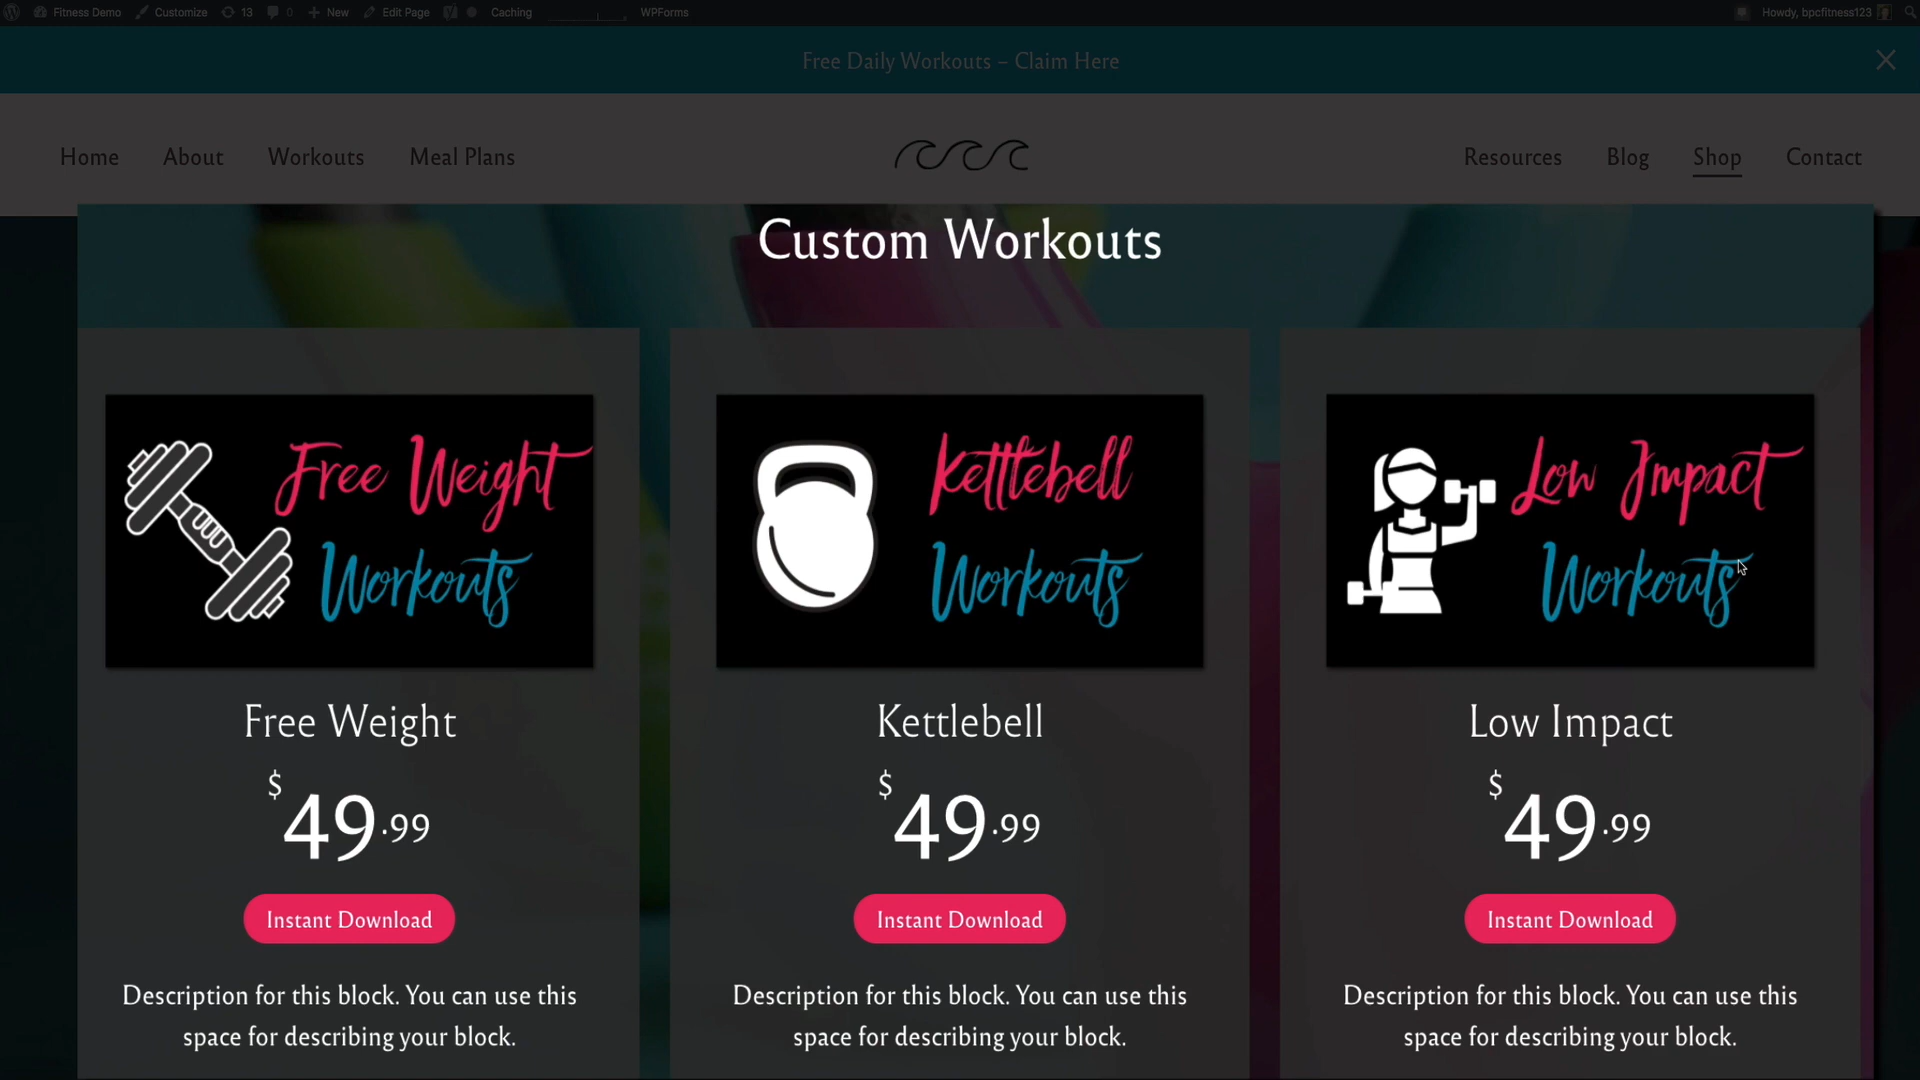 Fitness Demo Customize 13 0 New Edit Page Caching WPForms Howdy, bpcfitness123
Free Daily Workouts – Claim Here
Home About Workouts Meal Plans Resources Blog Shop Contact
Custom Workouts
Free Weight
Workouts
Kettlebell
Workouts
Low Impact
Workouts
Free Weight
$49.99
Instant Download
Description for this block. You can use this
space for describing your block.
Kettlebell
$49.99
Instant Download
Description for this block. You can use this
space for describing your block.
Low Impact
$49.99
Instant Download
Description for this block. You can use this
space for describing your block.